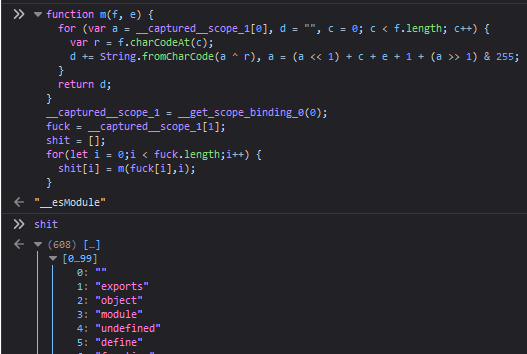 >> function m(f, e) {
for (var a = __captured__scope_1[0], d = "", c = 0; c < f.length; c++) {
var r = f.charCodeAt(c);
d += String.fromCharCode(a ^ r), a = (a << 1) + c + e + 1 + (a >> 1) & 255;
}
return d;
}
__captured__scope_1 = __get_scope_binding_0(0);
fuck = __captured__scope_1[1];
shit = [];
for(let i = 0;i < fuck.length;i++) {
shit[i] = m(fuck[i],i);
}
"__esModule"
>> shit
(608) […]
[0…99]
0: ""
1: "exports"
2: "object"
3: "module"
4: "undefined"
5: "define"